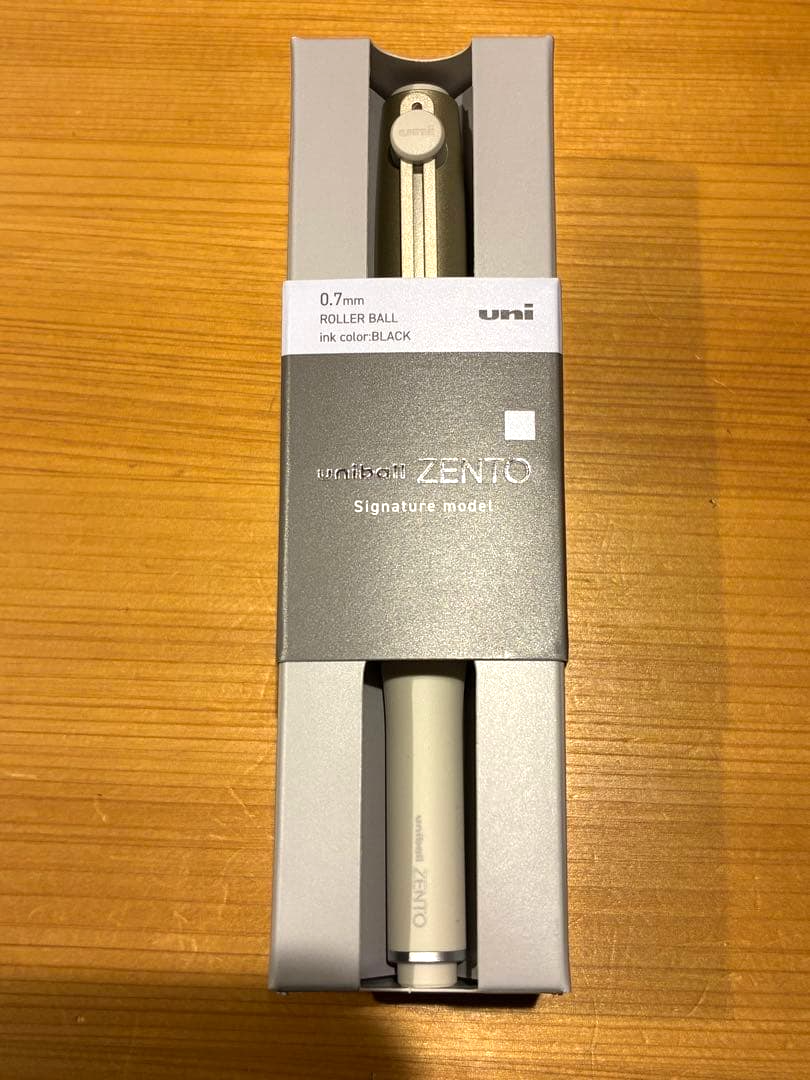 uni
0.7mm
ROLLER BALL
ink color:BLACK
uni
uniball ZENTO
Signature model
uniball ZENTO